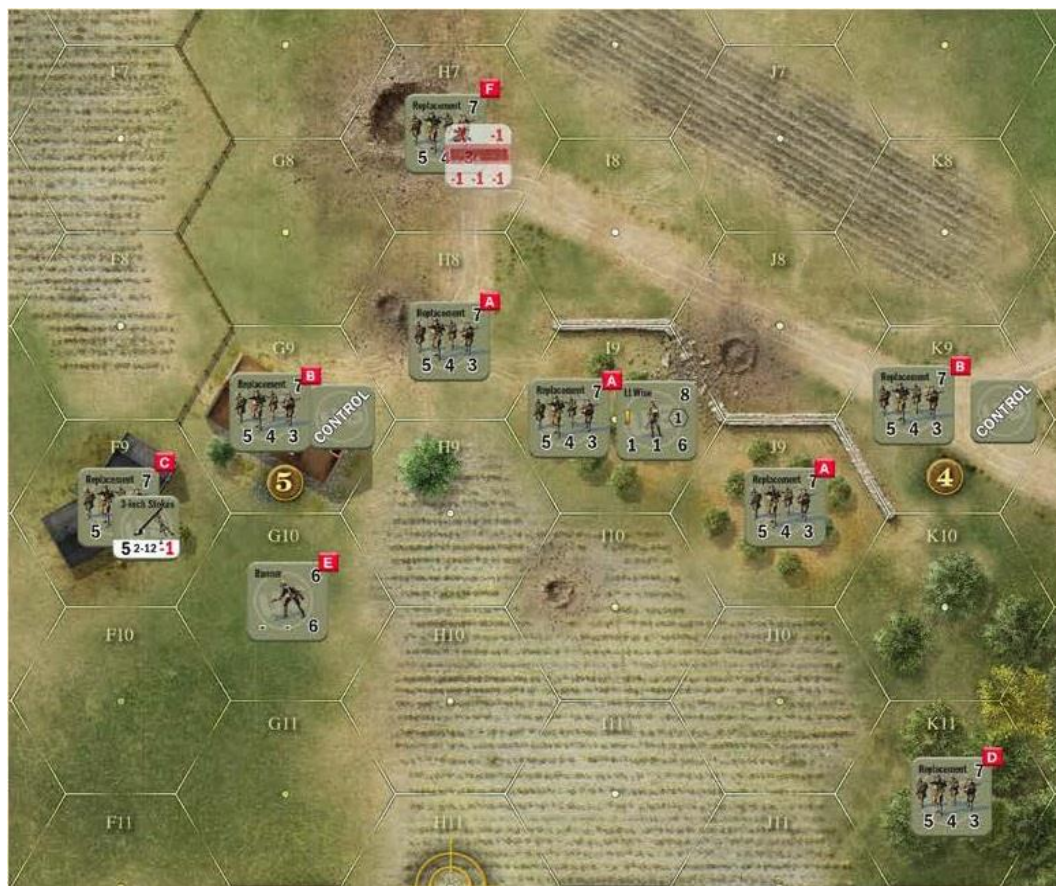 F7
H7
J7
F
Replacement 7
-1
5 4 3
-1 -1 -1
G8
I8
K8
F8
H8
J8
A
Replacement 7
5 4 3
G9
I9
K9
B
Replacement 7
5 4 3
CONTROL
A
Replacement 7
5 4 3
Lt Wise 8
1
1 1 6
B
Replacement 7
5 4 3
CONTROL
F9
H9
J9
C
Replacement 7
5
3-inch Stokes
5 2-12 -1
5
A
Replacement 7
5 4 3
4
G10
I10
K10
E
Runner 6
- - 6
F10
H10
J10
G11
I11
K11
D
Replacement 7
5 4 3
F11
H11
J11